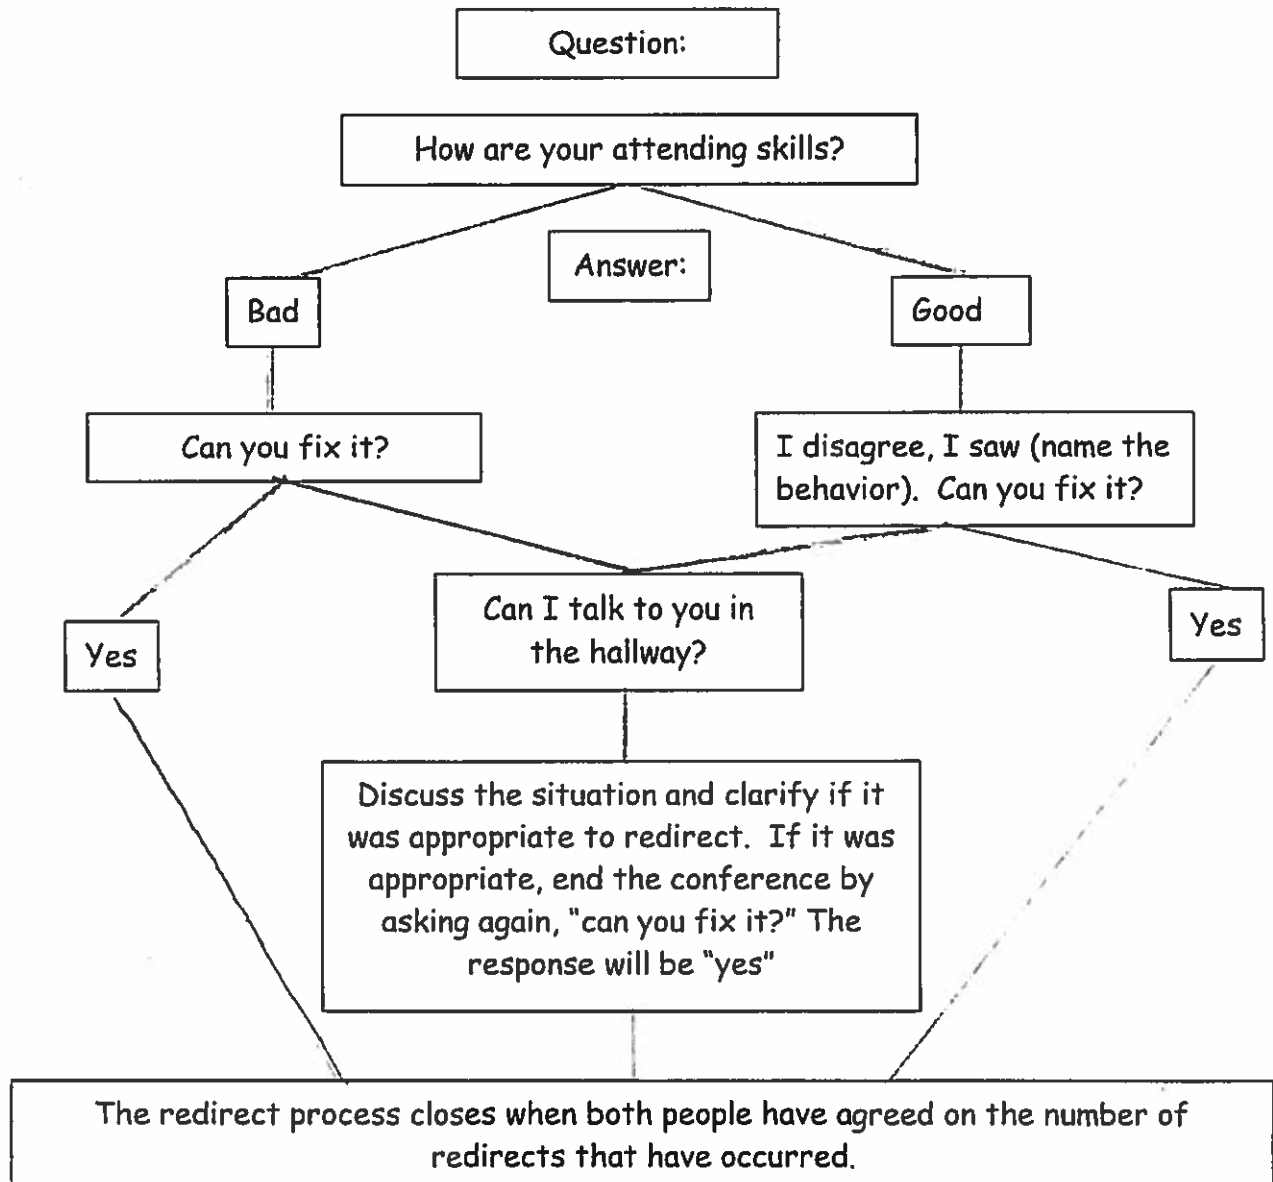 Question:
How are your attending skills?
Answer:
Bad
Good
Can you fix it?
I disagree, I saw (name the
behavior).  Can you fix it?
Can I talk to you in
the hallway?
Yes
Yes
Discuss the situation and clarify if it
was appropriate to redirect.  If it was
appropriate, end the conference by
asking again, "can you fix it?" The
response will be "yes"
The redirect process closes when both people have agreed on the number of
redirects that have occurred.